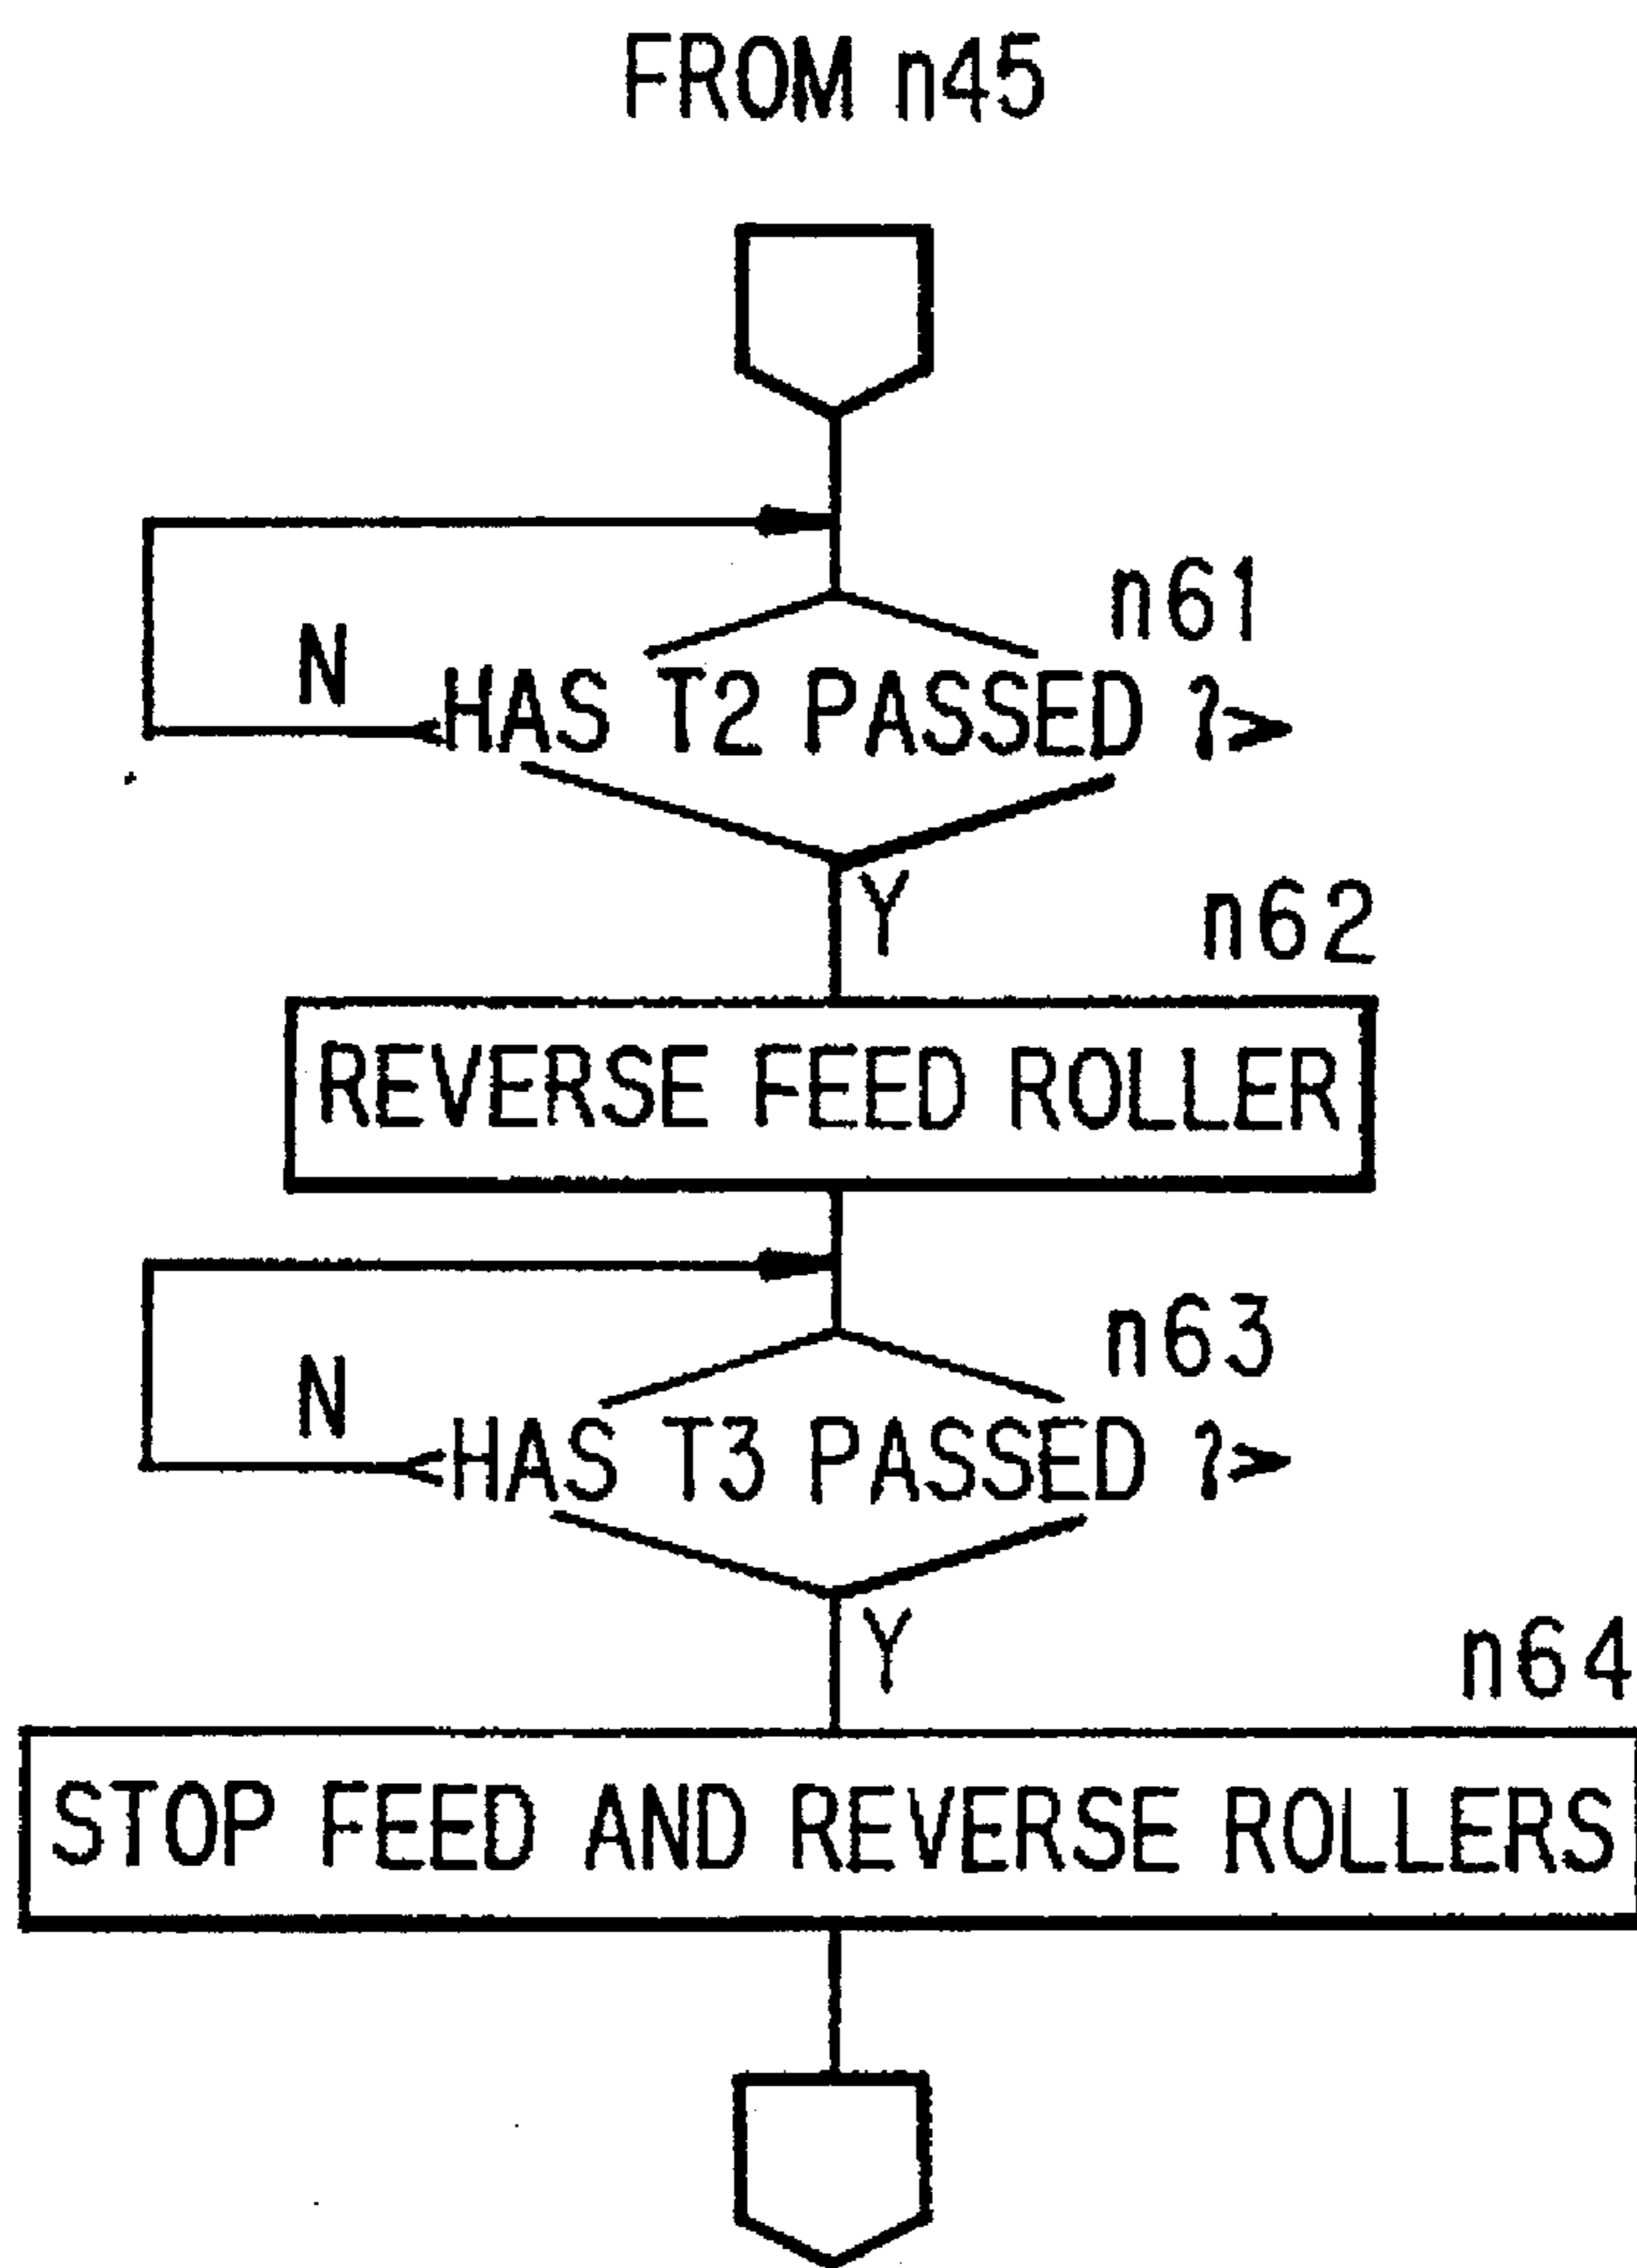 FROM n45
n61
N
HAS T2 PASSED ?
Y
n62
REVERSE FEED ROLLER
n63
N
HAS T3 PASSED ?
Y
n64
STOP FEED AND REVERSE ROLLERS